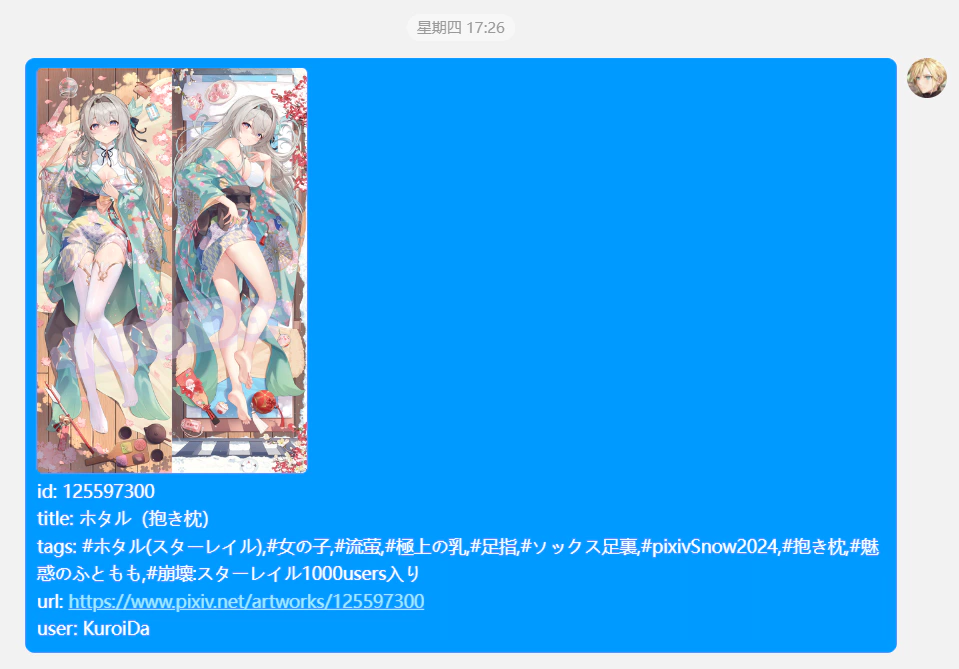 星期四 17:26
id: 125597300
title: ホタル（抱き枕）
tags: #ホタル(スターレイル),#女の子,#流萤,#極上の乳,#足指,#ソックス足裏,#pixivSnow2024,#抱き枕,#魅
惑のふともも,#崩壊:スターレイル1000users入り
url: https://www.pixiv.net/artworks/125597300
user: KuroiDa